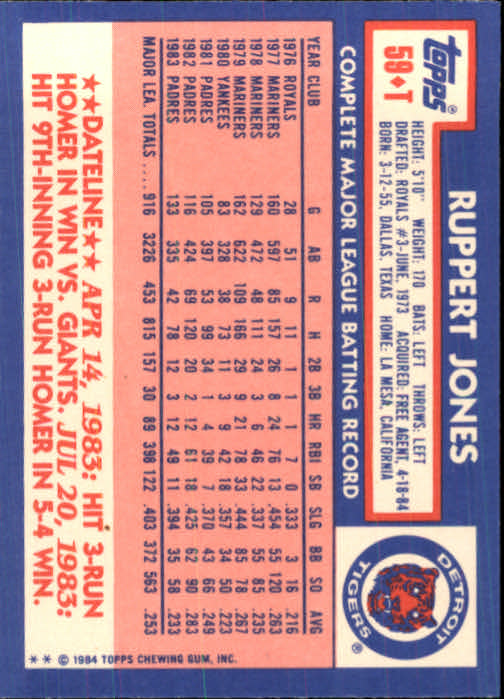 Topps®
59♦T
RUPPERT JONES
HEIGHT: 5'10" WEIGHT: 170 BATS: LEFT THROWS: LEFT
DRAFTED: ROYALS #3-JUNE, 1973 ACQUIRED: FREE AGENT, 4-18-84
BORN: 3-12-55, DALLAS, TEXAS HOME: LA MESA, CALIFORNIA
DETROIT
TIGERS
COMPLETE MAJOR LEAGUE BATTING RECORD
YEAR CLUB G AB R H 2B 3B HR RBI SB SLG BB SO AVG
1976 ROYALS 28 51 9 11 1 1 1 7 0 .333 3 16 .216
1977 MARINERS 160 597 85 157 26 8 24 76 13 .454 55 120 .263
1978 MARINERS 129 472 48 111 24 3 6 46 22 .337 55 85 .235
1979 MARINERS 162 622 109 166 29 9 21 78 33 .444 85 78 .267
1980 YANKEES 83 328 38 73 11 3 9 42 18 .357 34 50 .223
1981 PADRES 105 397 53 99 34 1 4 39 7 .370 43 66 .249
1982 PADRES 116 424 69 120 20 2 12 61 18 .425 62 90 .283
1983 PADRES 133 335 42 78 12 3 12 49 11 .394 35 58 .233
MAJOR LEA. TOTALS ... 916 3226 453 815 157 30 89 398 122 .403 372 563 .253
★★DATELINE★★ APR 14, 1983: HIT 3-RUN
HOMER IN WIN VS. GIANTS. JUL 20, 1983:
HIT 9TH-INNING 3-RUN HOMER IN 5-4 WIN.
** © 1984 TOPPS CHEWING GUM, INC.